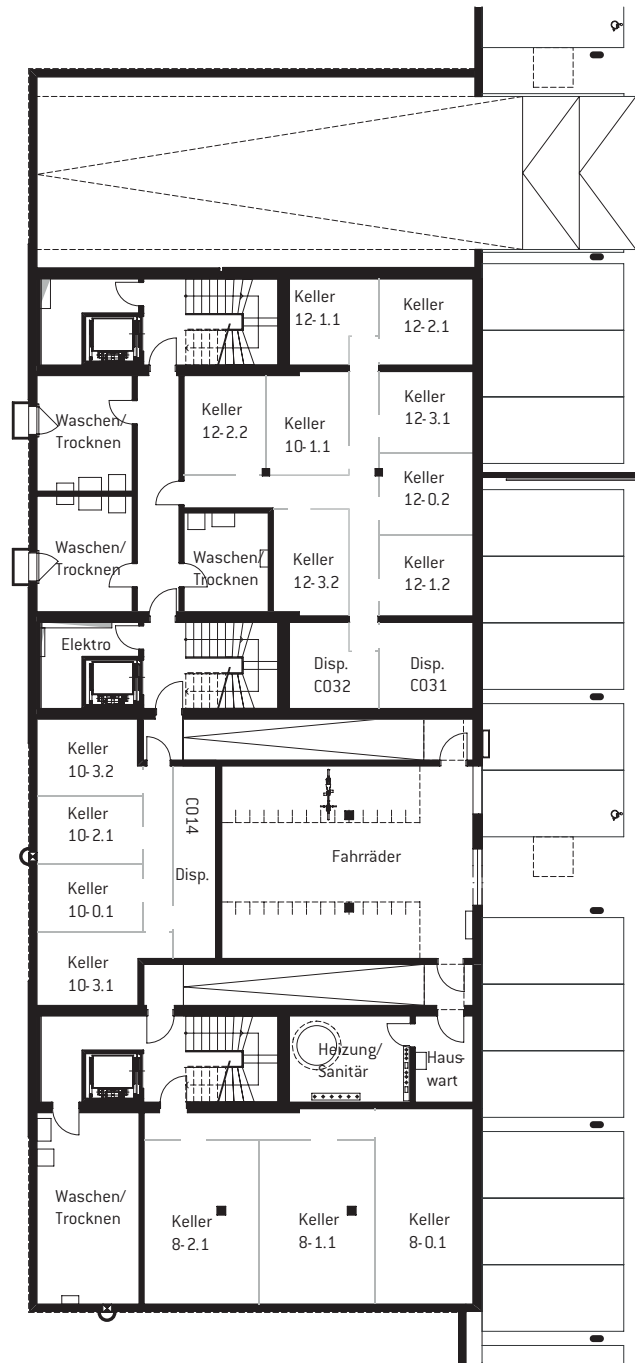 Keller
12-1.1
Keller
12-2.1
Waschen/
Trocknen
Keller
12-2.2
Keller
10-1.1
Keller
12-3.1
Keller
12-0.2
Waschen/
Trocknen
Waschen/
Trocknen
Keller
12-3.2
Keller
12-1.2
Elektro
Disp.
C032
Disp.
C031
Keller
10-3.2
Keller
10-2.1
C014
Disp.
Fahrräder
Keller
10-0.1
Keller
10-3.1
Heizung/
Sanitär
Haus-
wart
Waschen/
Trocknen
Keller
8-2.1
Keller
8-1.1
Keller
8-0.1